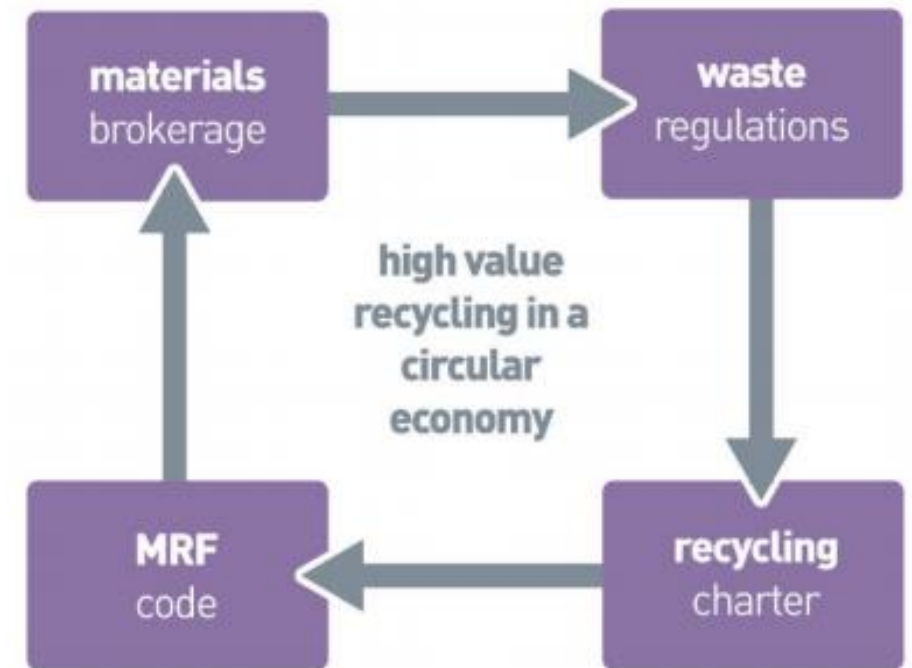 materials
brokerage
waste
regulations
high value
recycling in a
circular
economy
MRF
code
recycling
charter